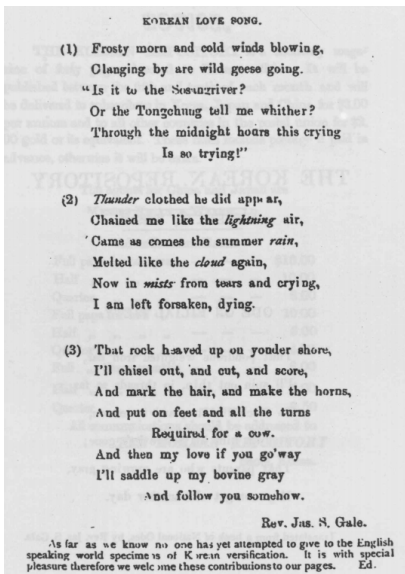 KOREAN LOVE SONG.
(1) Frosty morn and cold winds blowing,
Clanging by are wild geese going.
"Is it to the Sosangriver?
Or the Tongchung tell me whither?
Through the midnight hours this crying
Is so trying!"
(2) Thunder clothed he did appear,
Chained me like the lightning air,
Came as comes the summer rain,
Melted like the cloud again,
Now in mists from tears and crying,
I am left forsaken, dying.
(3) That rock heaved up on yonder shore,
I'll chisel out, and cut, and score,
And mark the hair, and make the horns,
And put on feet and all the turns
Required for a cow.
And then my love if you go'way
I'll saddle up my bovine gray
And follow you somehow.
Rev. Jas. S. Gale.
As far as we know no one has yet attempted to give to the English
speaking world specimens of Korean versification. It is with special
pleasure therefore we welcome these contribuions to our pages. Ed.